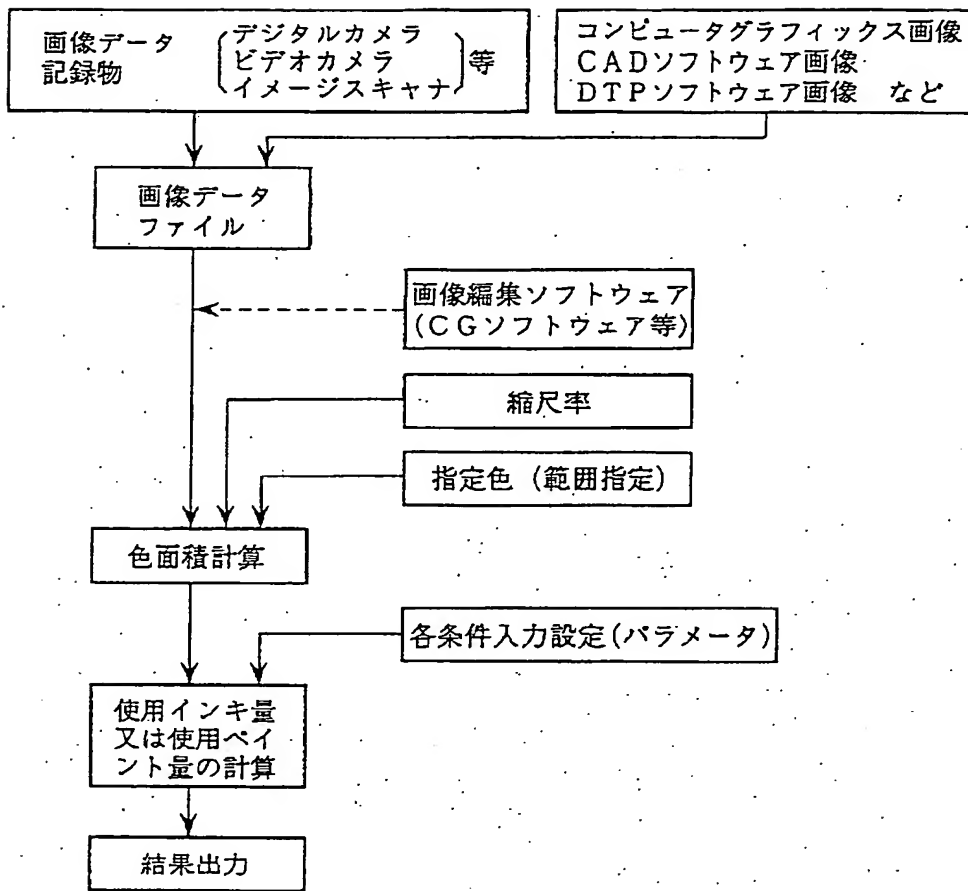 画像データ
記録物
デジタルカメラ
ビデオカメラ
イメージスキャナ
等
コンピュータグラフィックス画像
CADソフトウェア画像
DTPソフトウェア画像 など
画像データ
ファイル
画像編集ソフトウェア
(CGソフトウェア等)
縮尺率
指定色（範囲指定）
色面積計算
各条件入力設定(パラメータ)
使用インキ量
又は使用ペイ
ント量の計算
結果出力